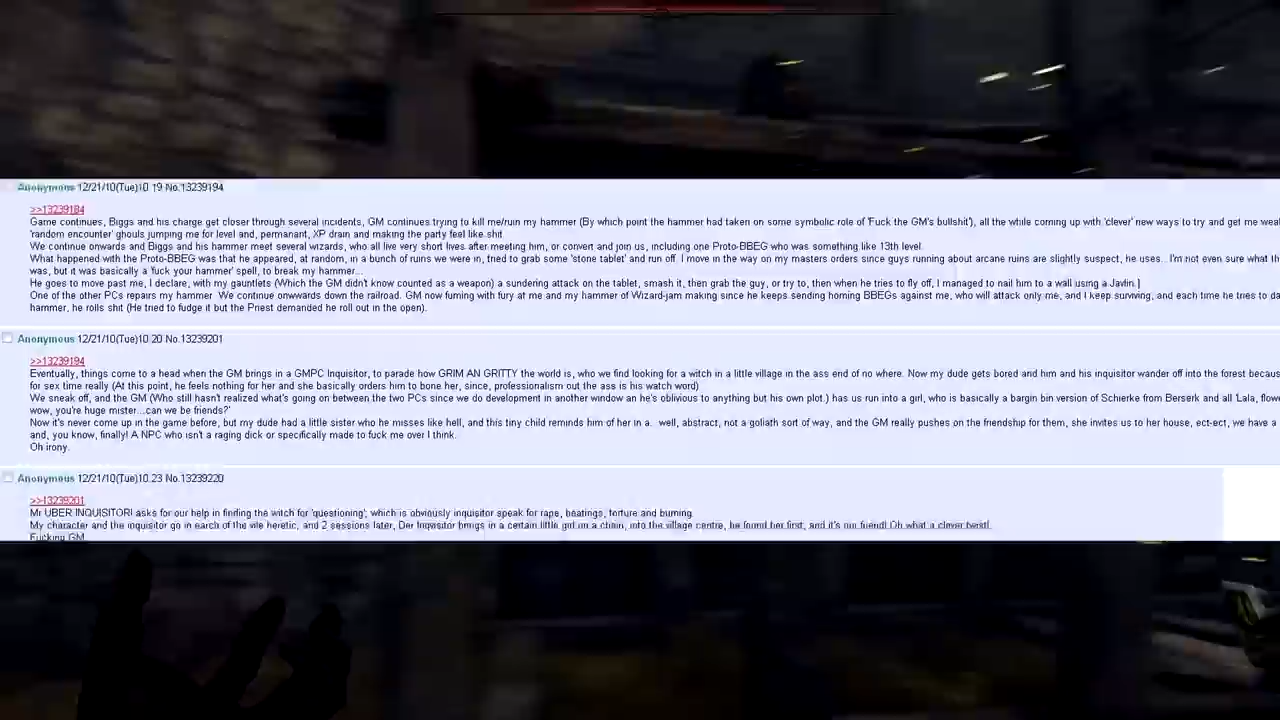 Anonymous 12/21/10(Tue)10:19 No.13239194
>>13239184
Game continues, Biggs and his charge get closer through several incidents, GM continues trying to kill me/ruin my hammer (By which point the hammer had taken on some symbolic role of 'Fuck the GM's bullshit'), all the while coming up with 'clever' new ways to try and get me
'random encounter' ghouls jumping me for level and, permanant, XP drain and making the party feel like shit
We continue onwards and Biggs and his hammer meet several wizards, who all live very short lives after meeting him, or convert and join us, including one Proto-BBEG who was something like 13th level.
What happened with the Proto-BBEG was that he appeared, at random, in a bunch of ruins we were in, tried to grab some 'stone tablet' and run off. I move in the way on my masters orders since guys running about arcane ruins are slightly suspect, he uses.. I'm not even sure what
was, but it was basically a 'fuck your hammer' spell, to break my hammer...
He goes to move past me, I declare, with my gauntlets (Which the GM didn't know counted as a weapon) a sundering attack on the tablet, smash it, then grab the guy, or try to, then when he tries to fly off, I managed to nail him to a wall using a Javlin.]
One of the other PCs repairs my hammer. We continue onwwards down the railroad. GM now fuming with fury at me and my hammer of Wizard-jam making since he keeps sending homing BBEGs against me, who will attack only me, and I keep surviving, and each time he tries to
hammer, he rolls shit (He tried to fudge it but the Priest demanded he roll out in the open).
Anonymous 12/21/10(Tue)10:20 No.13239201
>>13239194
Eventually, things come to a head when the GM brings in a GMPC Inquisitor, to parade how GRIM AN GRITTY the world is, who we find looking for a witch in a little village in the ass end of no where. Now my dude gets bored and him and his inquisitor wander off into the forest
for sex time really (At this point, he feels nothing for her and she basically orders him to bone her, since, professionalism out the ass is his watch word)
We sneak off, and the GM (Who still hasn't realized what's going on between the two PCs since we do development in another window an he's oblivious to anything but his own plot.) has us run into a girl, who is basically a bargin bin version of Schierke from Berserk and all 'Lala,
wow, you're huge mister...can we be friends?'
Now it's never come up in the game before, but my dude had a little sister who he misses like hell, and this tiny child reminds him of her in a.. well, abstract, not a goliath sort of way, and the GM really pushes on the friendship for them, she invites us to her house, ect-ect, we have a
and, you know, finally! A NPC who isn't a raging dick or specifically made to fuck me over I think.
Oh irony.
Anonymous 12/21/10(Tue)10:23 No.13239220
>>13239201
Mr UBER INQUISITOR! asks for our help in finding the witch for 'questioning', which is obviously inquisitor speak for rape, beatings, torture and burning.
My character and the inquisitor go in search of the vile heretic, and 2 sessions later, Der Inqusitor brings in a certain little girl on a chain, into the village centre, he found her first, and it's my friend! Oh what a clever twist!
Fucking GM